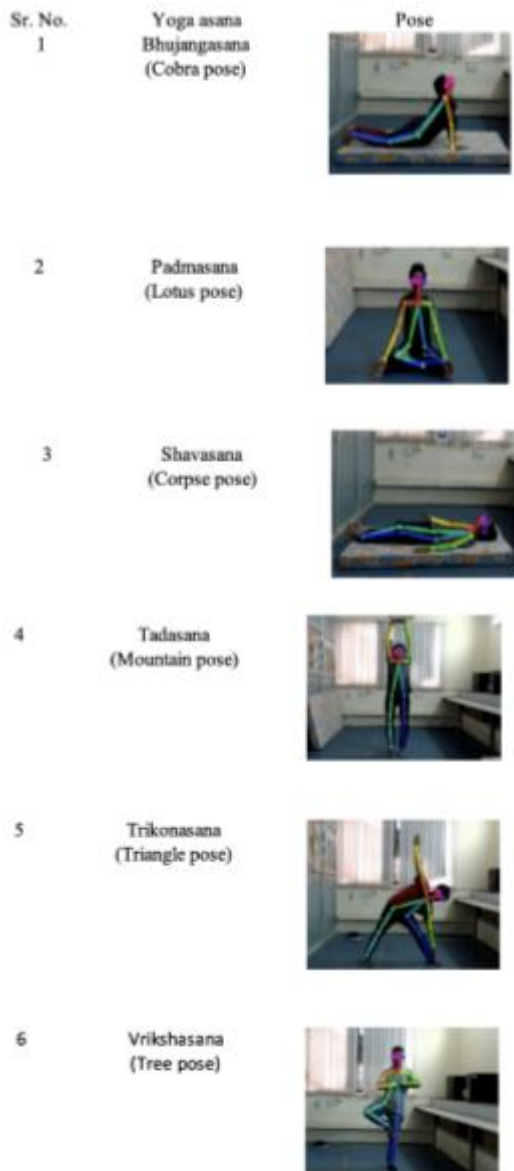 Sr. No. Yoga asana Pose
1 Bhujangasana
(Cobra pose)
2 Padmasana
(Lotus pose)
3 Shavasana
(Corpse pose)
4 Tadasana
(Mountain pose)
5 Trikonasana
(Triangle pose)
6 Vrikshasana
(Tree pose)